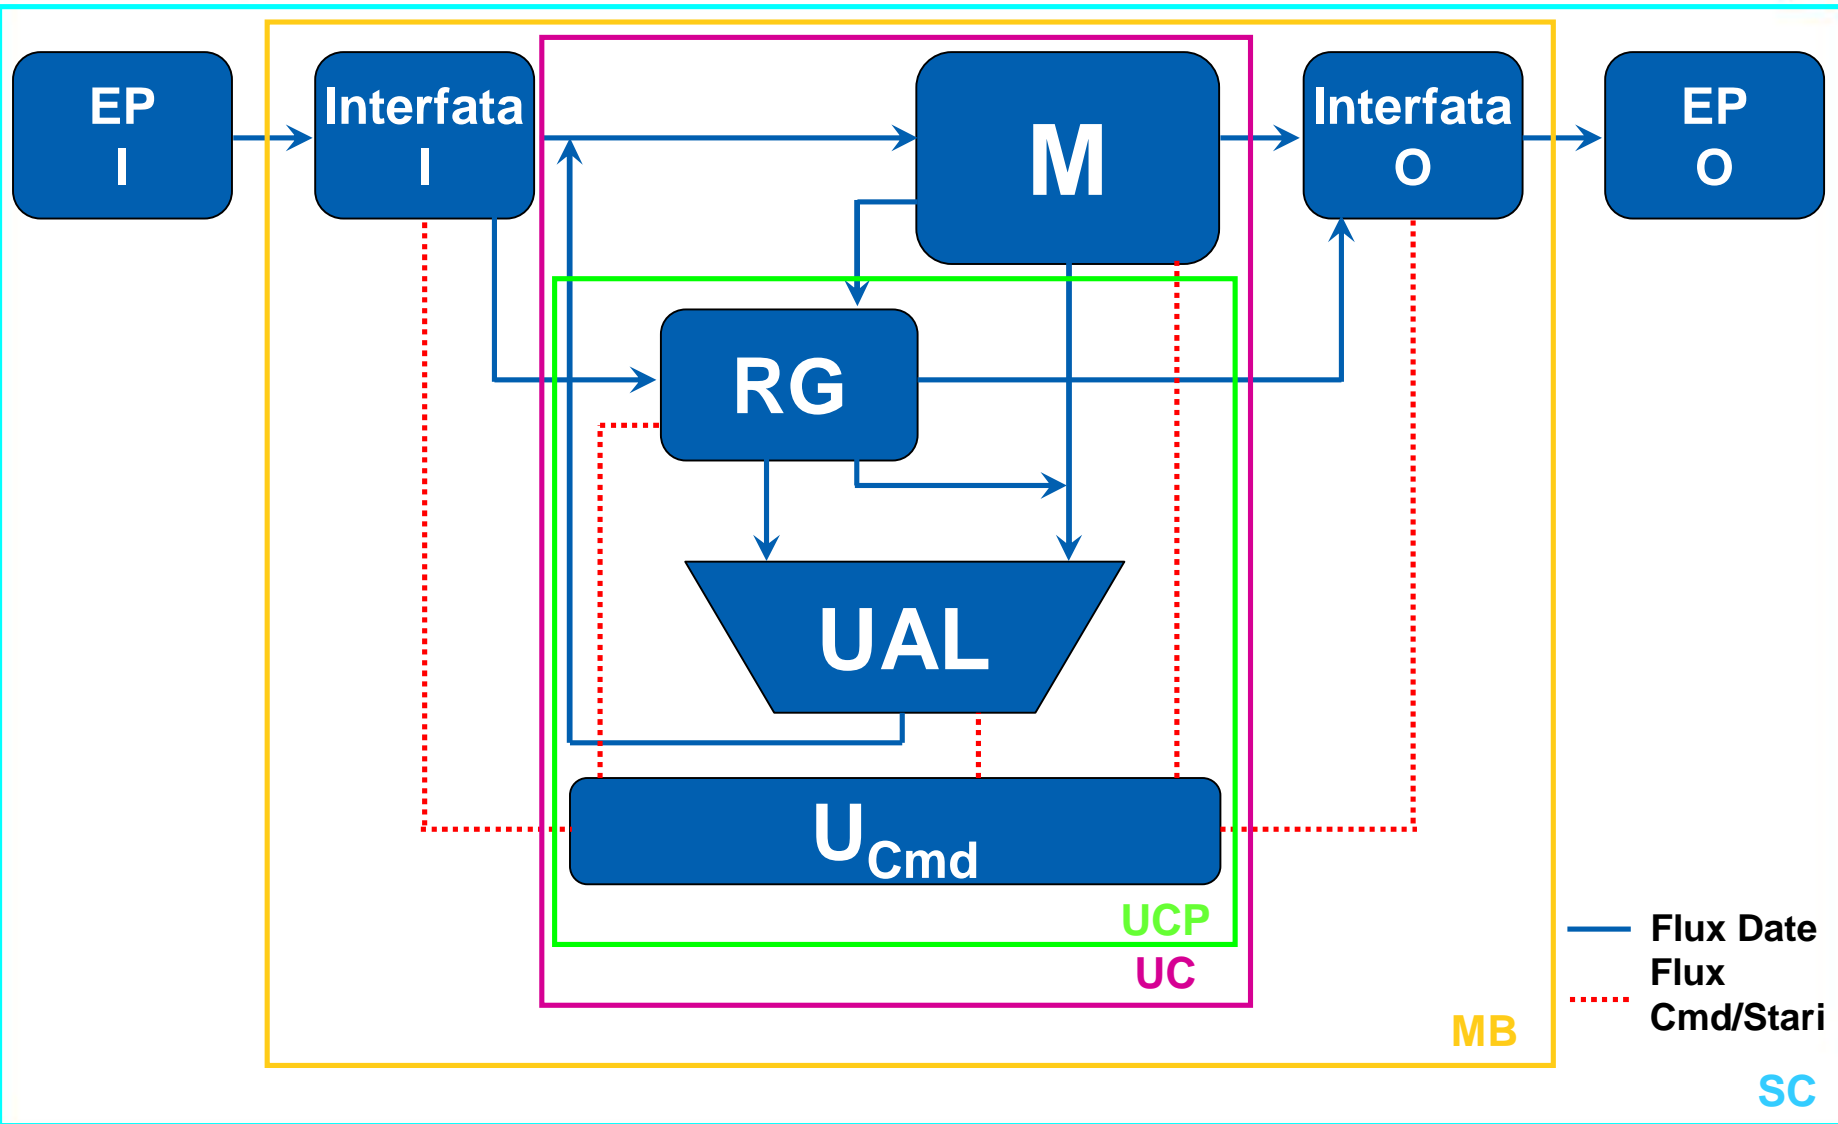 EP
I
Interfata
I
M
Interfata
O
EP
O
RG
UAL
UCmd
UCP
UC
MB
SC
Flux Date
Flux
Cmd/Stari